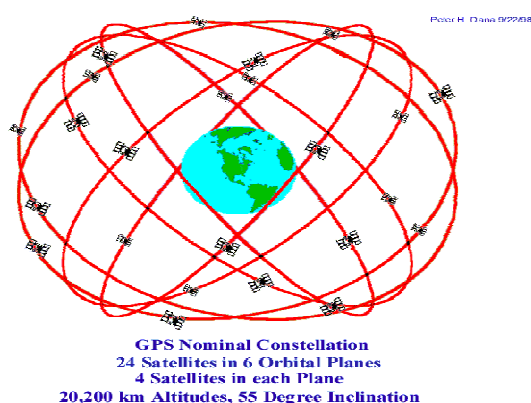 Peter H. Dana 9/22/98
GPS Nominal Constellation
24 Satellites in 6 Orbital Planes
4 Satellites in each Plane
20,200 km Altitudes, 55 Degree Inclination